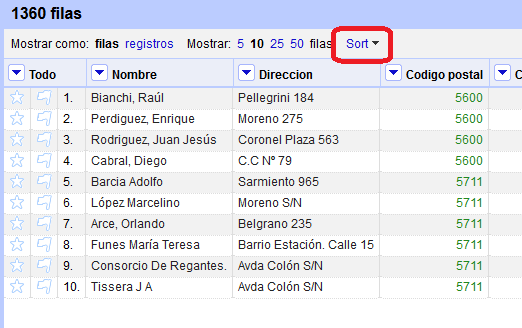 1360 filas
Mostrar como: filas registros Mostrar: 5 10 25 50 filas Sort
Todo Nombre Direccion Codigo postal C
1. Bianchi, Raúl Pellegrini 184 5600
2. Perdiguez, Enrique Moreno 275 5600
3. Rodriguez, Juan Jesús Coronel Plaza 563 5600
4. Cabral, Diego C.C Nº 79 5600
5. Barcia Adolfo Sarmiento 965 5711
6. López Marcelino Moreno S/N 5711
7. Arce, Orlando Belgrano 235 5711
8. Funes María Teresa Barrio Estación. Calle 15 5711
9. Consorcio De Regantes. Avda Colón S/N 5711
10. Tissera J A Avda Colón S/N 5711